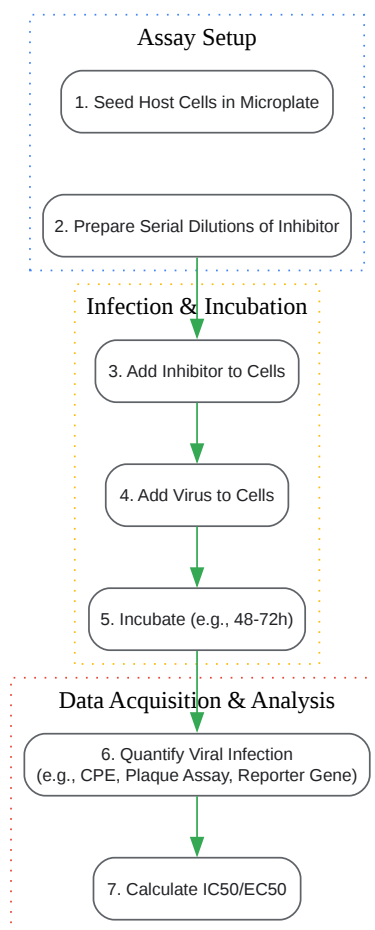 Assay Setup
1. Seed Host Cells in Microplate
2. Prepare Serial Dilutions of Inhibitor
Infection & Incubation
3. Add Inhibitor to Cells
4. Add Virus to Cells
5. Incubate (e.g., 48-72h)
Data Acquisition & Analysis
6. Quantify Viral Infection
(e.g., CPE, Plaque Assay, Reporter Gene)
7. Calculate IC50/EC50